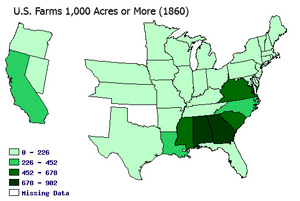 U.S. Farms 1,000 Acres or More (1860)
0 - 226
226 - 452
452 - 678
678 - 902
Missing Data